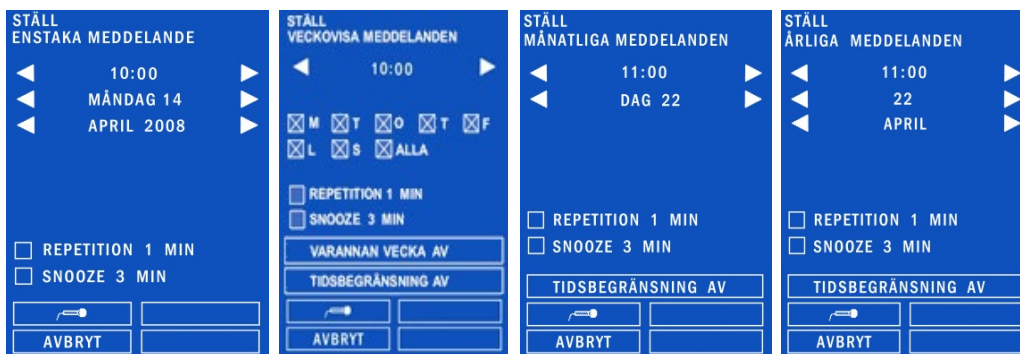 STÄLL
ENSTAKA MEDDELANDE
10:00
MÅNDAG 14
APRIL 2008
REPETITION 1 MIN
SNOOZE 3 MIN
AVBRYT
STÄLL
VECKOVISA MEDDELANDEN
10:00
M T O T F
L S ALLA
REPETITION 1 MIN
SNOOZE 3 MIN
VARANNAN VECKA AV
TIDSBEGRÄNSNING AV
AVBRYT
STÄLL
MÅNATLIGA MEDDELANDEN
11:00
DAG 22
REPETITION 1 MIN
SNOOZE 3 MIN
TIDSBEGRÄNSNING AV
AVBRYT
STÄLL
ÅRLIGA MEDDELANDEN
11:00
22
APRIL
REPETITION 1 MIN
SNOOZE 3 MIN
TIDSBEGRÄNSNING AV
AVBRYT